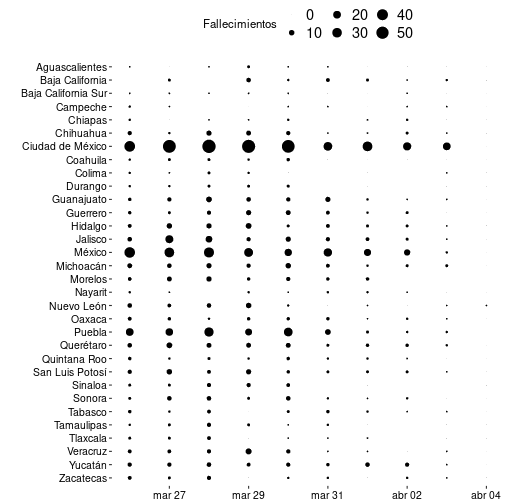 Fallecimientos 0 20 40
10 30 50
Aguascalientes
Baja California
Baja California Sur
Campeche
Chiapas
Chihuahua
Ciudad de México
Coahuila
Colima
Durango
Guanajuato
Guerrero
Hidalgo
Jalisco
México
Michoacán
Morelos
Nayarit
Nuevo León
Oaxaca
Puebla
Querétaro
Quintana Roo
San Luis Potosí
Sinaloa
Sonora
Tabasco
Tamaulipas
Tlaxcala
Veracruz
Yucatán
Zacatecas
mar 27 mar 29 mar 31 abr 02 abr 04